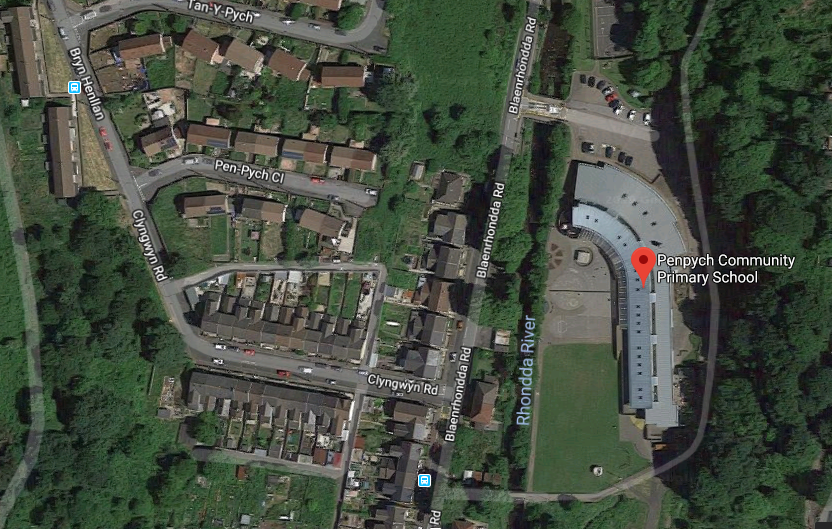 Tan-Y-Pych
Bryn Henllan
Blaenrhondda Rd
Pen-Pych Cl
Clyngwyn Rd
Blaenrhondda Rd
Penpych Community
Primary School
Rhondda River
Clyngwyn Rd
Blaenrhondda Rd
Rd